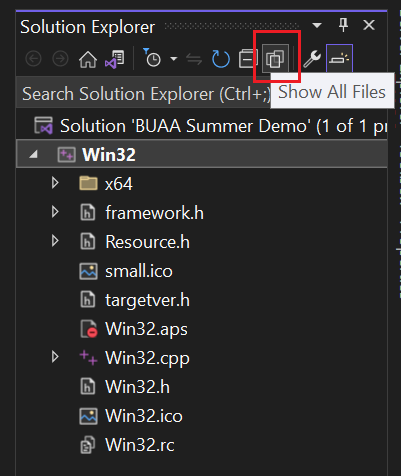 Solution Explorer
Search Solution Explorer (Ctrl+;)
Show All Files
Solution 'BUAA Summer Demo' (1 of 1 pr
Win32
x64
framework.h
Resource.h
small.ico
targetver.h
Win32.aps
Win32.cpp
Win32.h
Win32.ico
Win32.rc